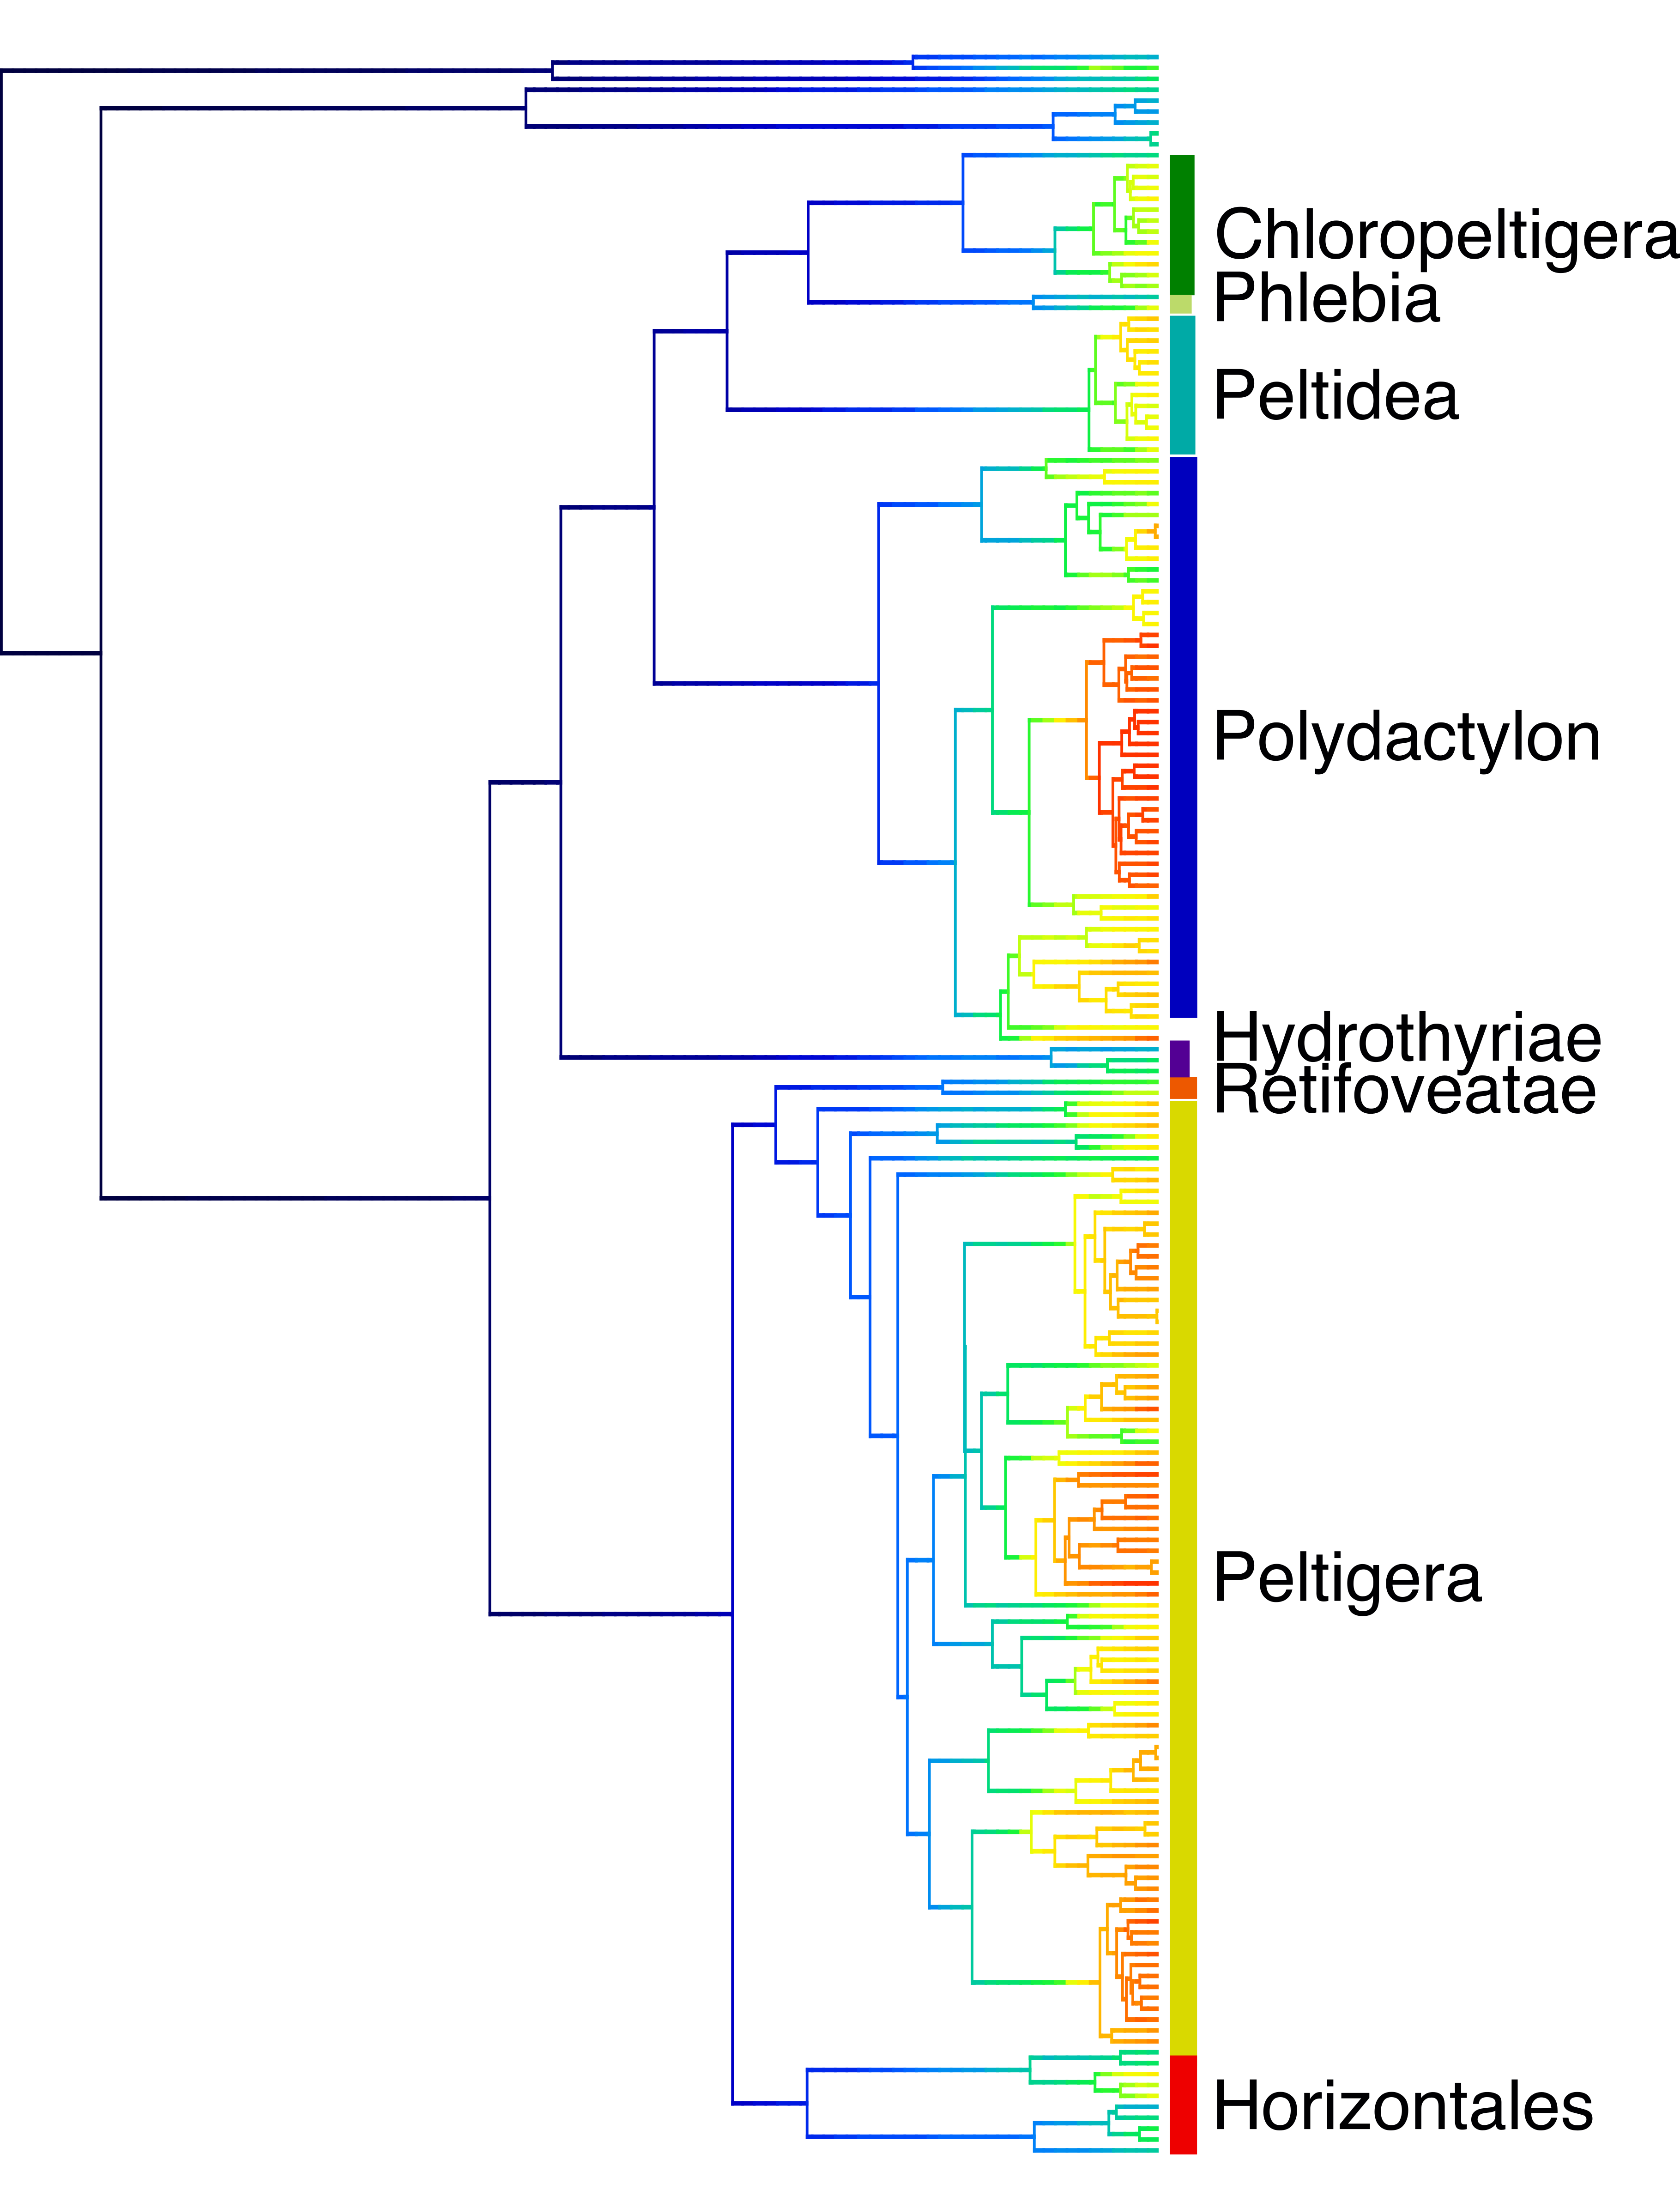 Chloropeltigera
Phlebia
Peltidea
Polydactylon
Hydrothyriae
Retifoveatae
Peltigera
Horizontales